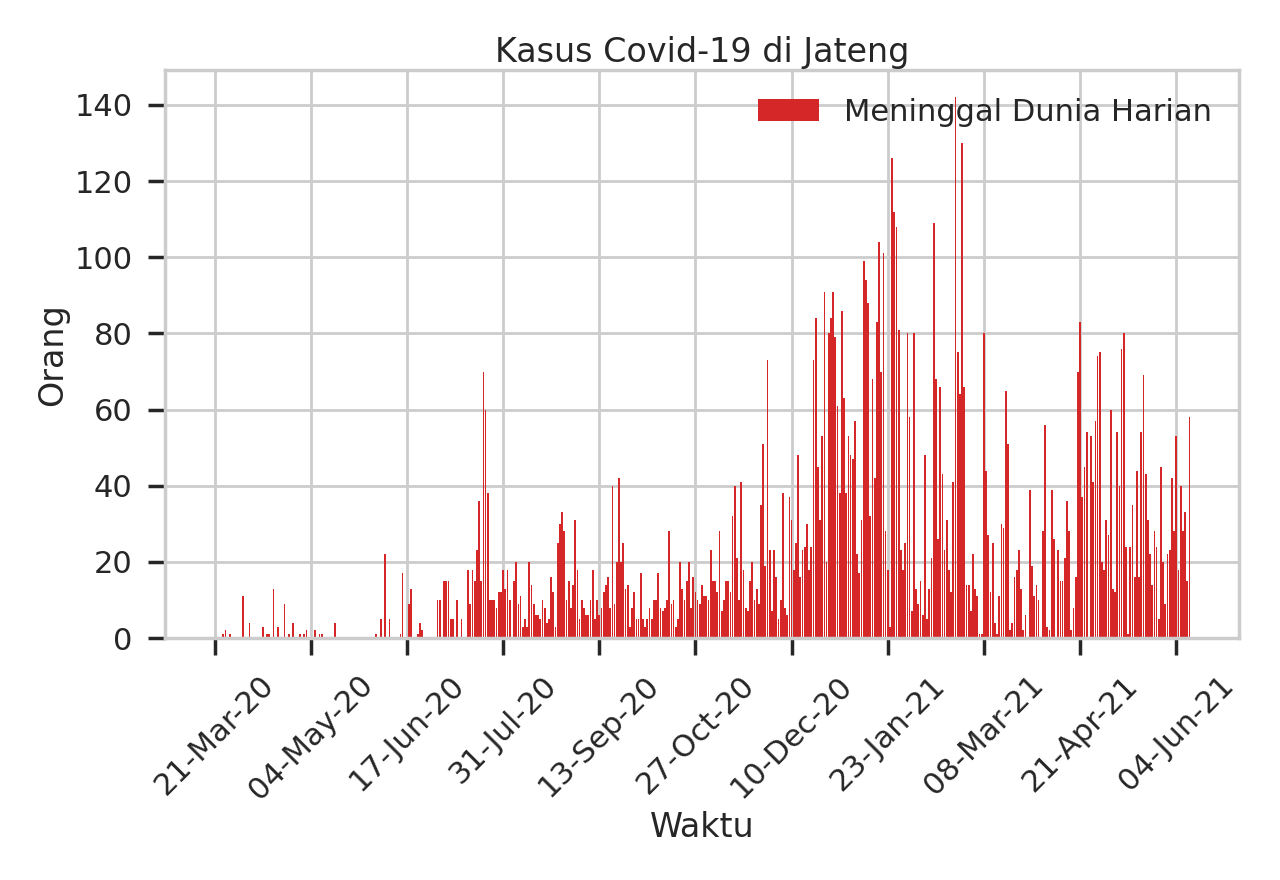 Kasus Covid-19 di Jateng
Meninggal Dunia Harian
140
120
100
80
60
40
20
0
Orang
21-Mar-20
04-May-20
17-Jun-20
31-Jul-20
13-Sep-20
27-Oct-20
10-Dec-20
23-Jan-21
08-Mar-21
21-Apr-21
04-Jun-21
Waktu